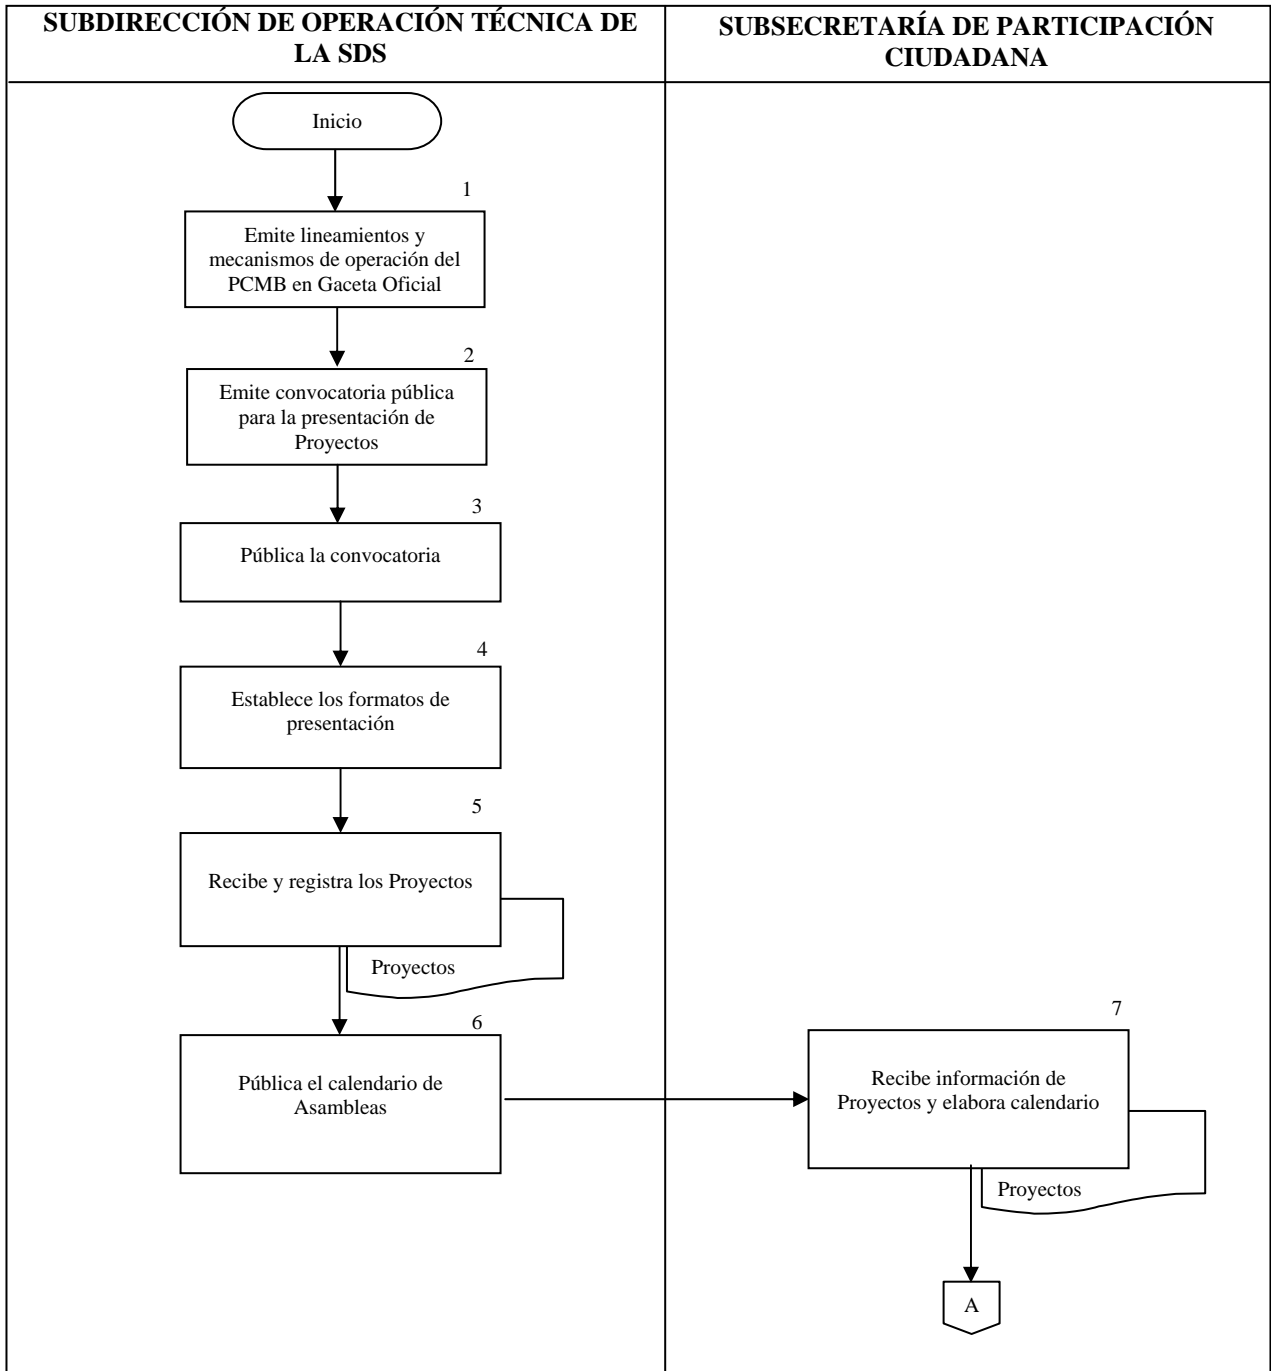 SUBDIRECCIÓN DE OPERACIÓN TÉCNICA DE
LA SDS
SUBSECRETARÍA DE PARTICIPACIÓN
CIUDADANA
Inicio
1
Emite lineamientos y
mecanismos de operación del
PCMB en Gaceta Oficial
2
Emite convocatoria pública
para la presentación de
Proyectos
3
Pública la convocatoria
4
Establece los formatos de
presentación
5
Recibe y registra los Proyectos
Proyectos
6
Pública el calendario de
Asambleas
7
Recibe información de
Proyectos y elabora calendario
Proyectos
A